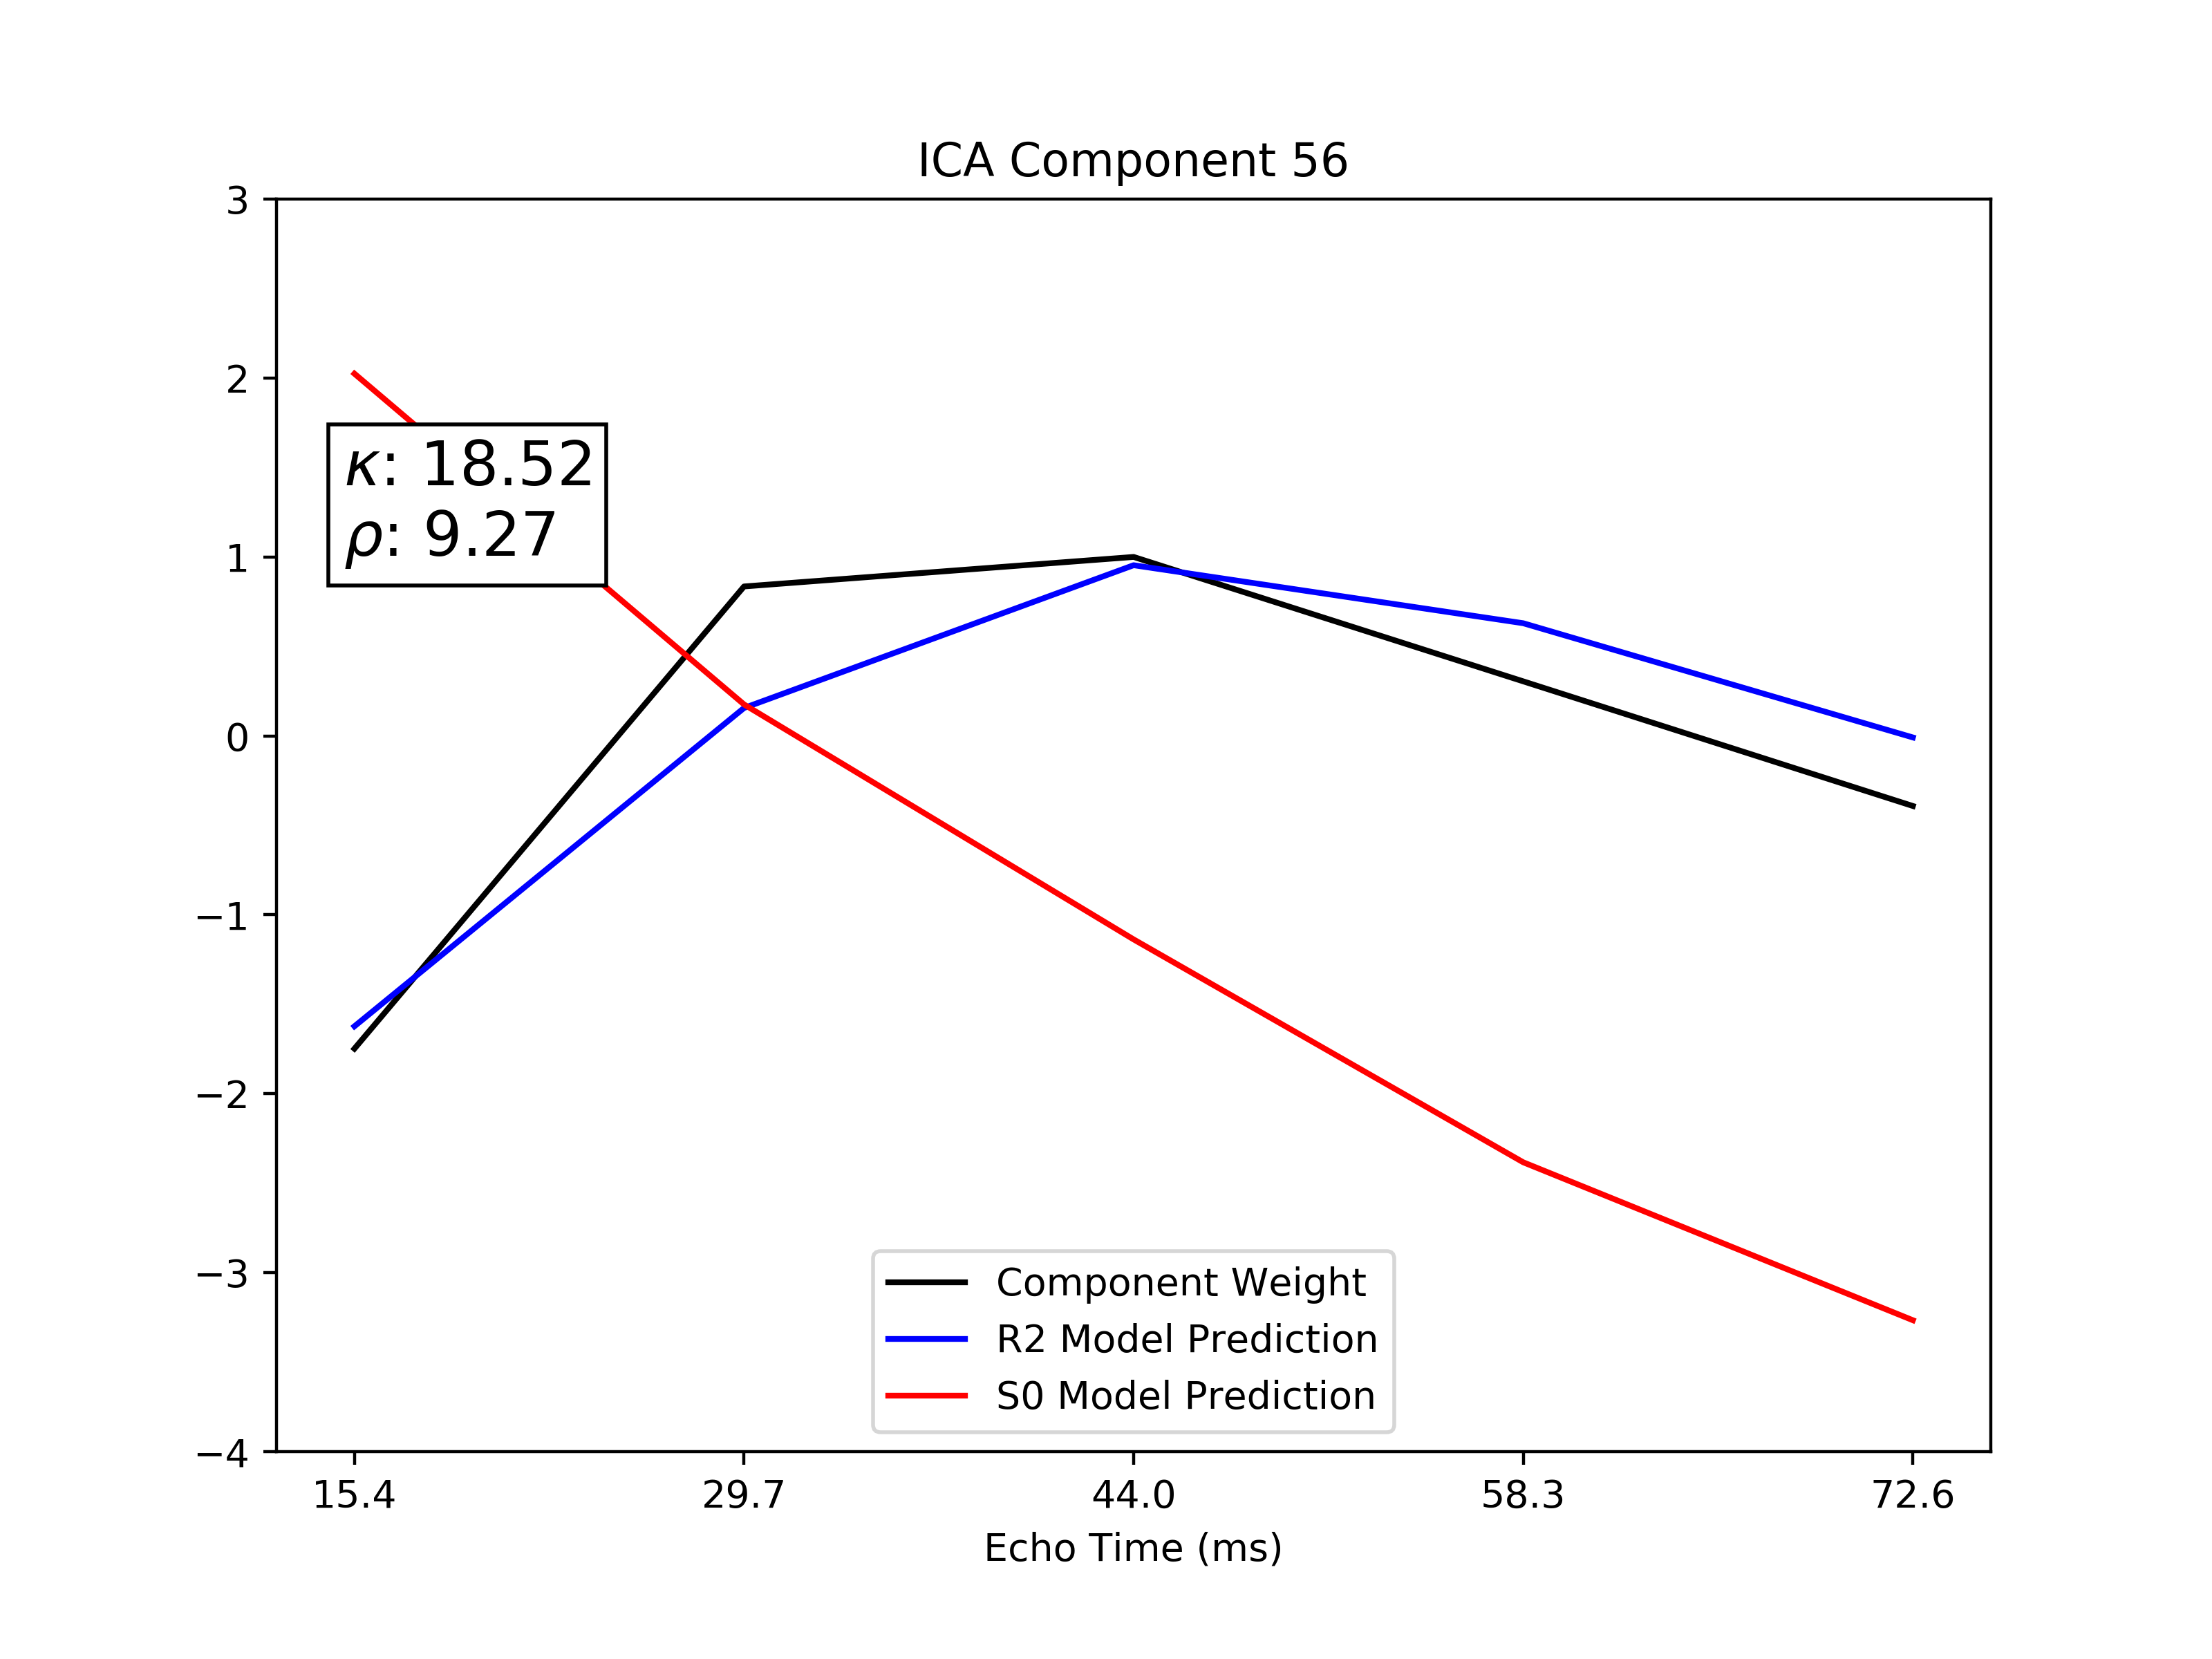 ICA Component 56
3
2
1
0
−1
−2
−3
−4
κ: 18.52
ρ: 9.27
Component Weight
R2 Model Prediction
S0 Model Prediction
15.4 29.7 44.0 58.3 72.6
Echo Time (ms)